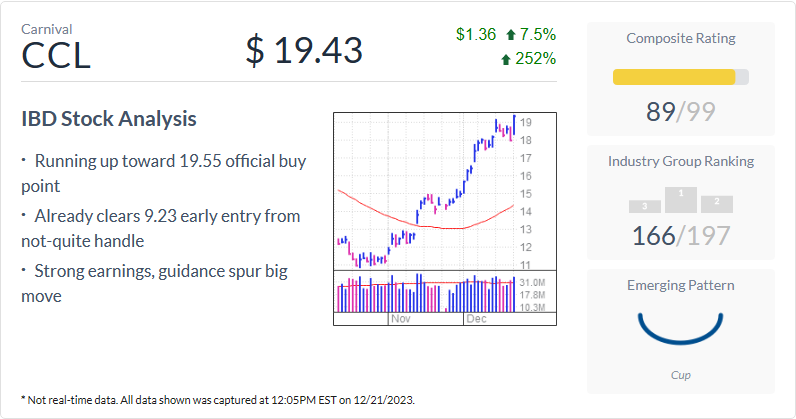 Carnival
CCL
$ 19.43
$1.36 7.5%
252%
IBD Stock Analysis
· Running up toward 19.55 official buy
point
· Already clears 9.23 early entry from
not-quite handle
· Strong earnings, guidance spur big
move
19
18
17
16
15
14
13
12
11
31.0M
17.8M
10.3M
Nov Dec
* Not real-time data. All data shown was captured at 12:05PM EST on 12/21/2023.
Composite Rating
89/99
Industry Group Ranking
3 1 2
166/197
Emerging Pattern
Cup